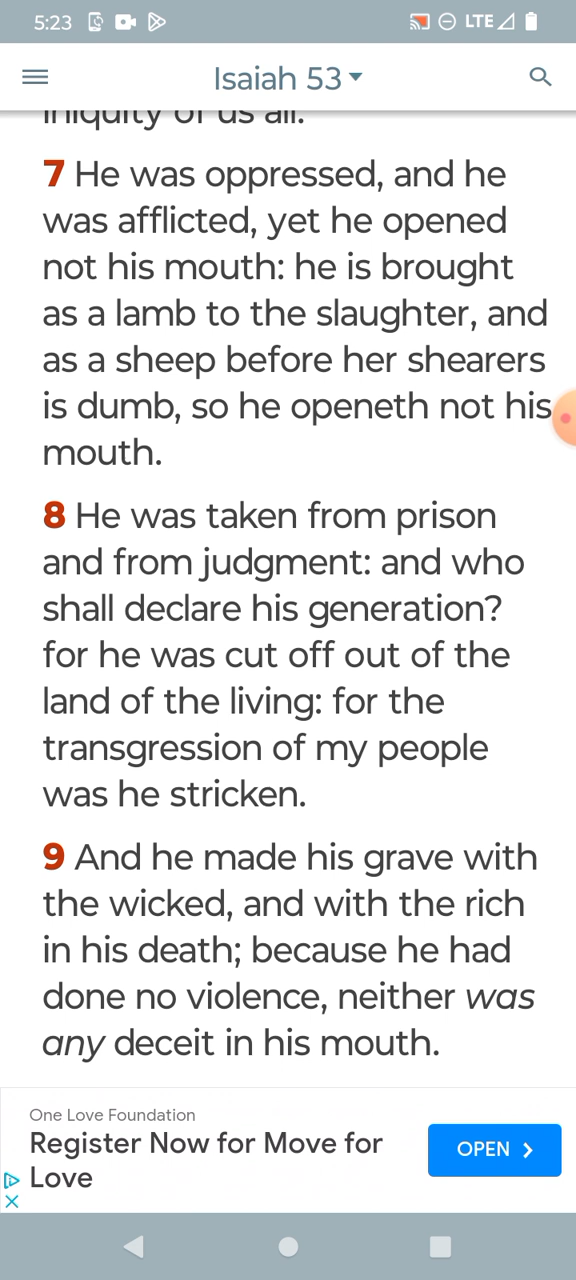 5:23
LTE
Isaiah 53
iniquity of us all.
7 He was oppressed, and he
was afflicted, yet he opened
not his mouth: he is brought
as a lamb to the slaughter, and
as a sheep before her shearers
is dumb, so he openeth not his
mouth.
8 He was taken from prison
and from judgment: and who
shall declare his generation?
for he was cut off out of the
land of the living: for the
transgression of my people
was he stricken.
9 And he made his grave with
the wicked, and with the rich
in his death; because he had
done no violence, neither was
any deceit in his mouth.
One Love Foundation
Register Now for Move for
Love
OPEN